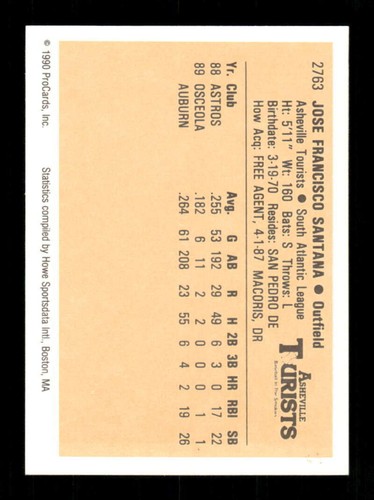 2763 JOSE FRANCISCO SANTANA • Outfield
Asheville Tourists • South Atlantic League
Ht: 5'11" Wt: 160 Bats: S Throws: L
Birthdate: 3-19-70 Resides: SAN PEDRO DE
How Acq: FREE AGENT, 4-1-87 MACORIS, DR
ASHEVILLE
TOURISTS
Yr. Club Avg. G AB R H 2B 3B HR RBI SB
88 ASTROS .255 53 192 29 49 6 3 0 17 22
89 OSCEOLA .182 6 11 2 2 0 0 0 1 1
AUBURN .264 61 208 23 55 6 4 2 19 26
© 1990 ProCards, Inc. Statistics compiled by Howe Sportsdata intl., Boston, MA